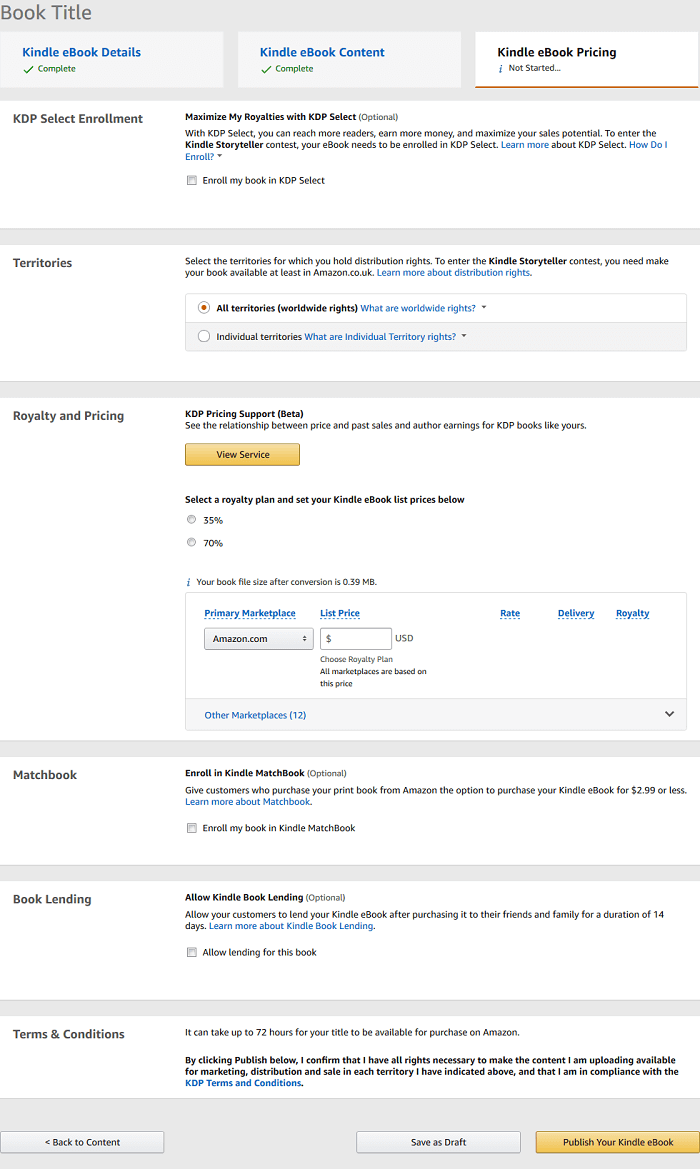 Book Title
Kindle eBook Details
Complete
Kindle eBook Content
Complete
Kindle eBook Pricing
i Not Started...
KDP Select Enrollment
Maximize My Royalties with KDP Select (Optional)
With KDP Select, you can reach more readers, earn more money, and maximize your sales potential. To enter the
Kindle Storyteller contest, your eBook needs to be enrolled in KDP Select. Learn more about KDP Select. How Do I
Enroll?
Enroll my book in KDP Select
Territories
Select the territories for which you hold distribution rights. To enter the Kindle Storyteller contest, you need make
your book available at least in Amazon.co.uk. Learn more about distribution rights.
All territories (worldwide rights) What are worldwide rights?
Individual territories What are Individual Territory rights?
Royalty and Pricing
KDP Pricing Support (Beta)
See the relationship between price and past sales and author earnings for KDP books like yours.
View Service
Select a royalty plan and set your Kindle eBook list prices below
35%
70%
i Your book file size after conversion is 0.39 MB.
Primary Marketplace List Price Rate Delivery Royalty
Amazon.com $ USD
Choose Royalty Plan
All marketplaces are based on
this price
Other Marketplaces (12)
Matchbook
Enroll in Kindle MatchBook (Optional)
Give customers who purchase your print book from Amazon the option to purchase your Kindle eBook for $2.99 or less.
Learn more about Matchbook.
Enroll my book in Kindle MatchBook
Book Lending
Allow Kindle Book Lending (Optional)
Allow your customers to lend your Kindle eBook after purchasing it to their friends and family for a duration of 14
days. Learn more about Kindle Book Lending.
Allow lending for this book
Terms & Conditions
It can take up to 72 hours for your title to be available for purchase on Amazon.
By clicking Publish below, I confirm that I have all rights necessary to make the content I am uploading available
for marketing, distribution and sale in each territory I have indicated above, and that I am in compliance with the
KDP Terms and Conditions.
< Back to Content
Save as Draft
Publish Your Kindle eBook